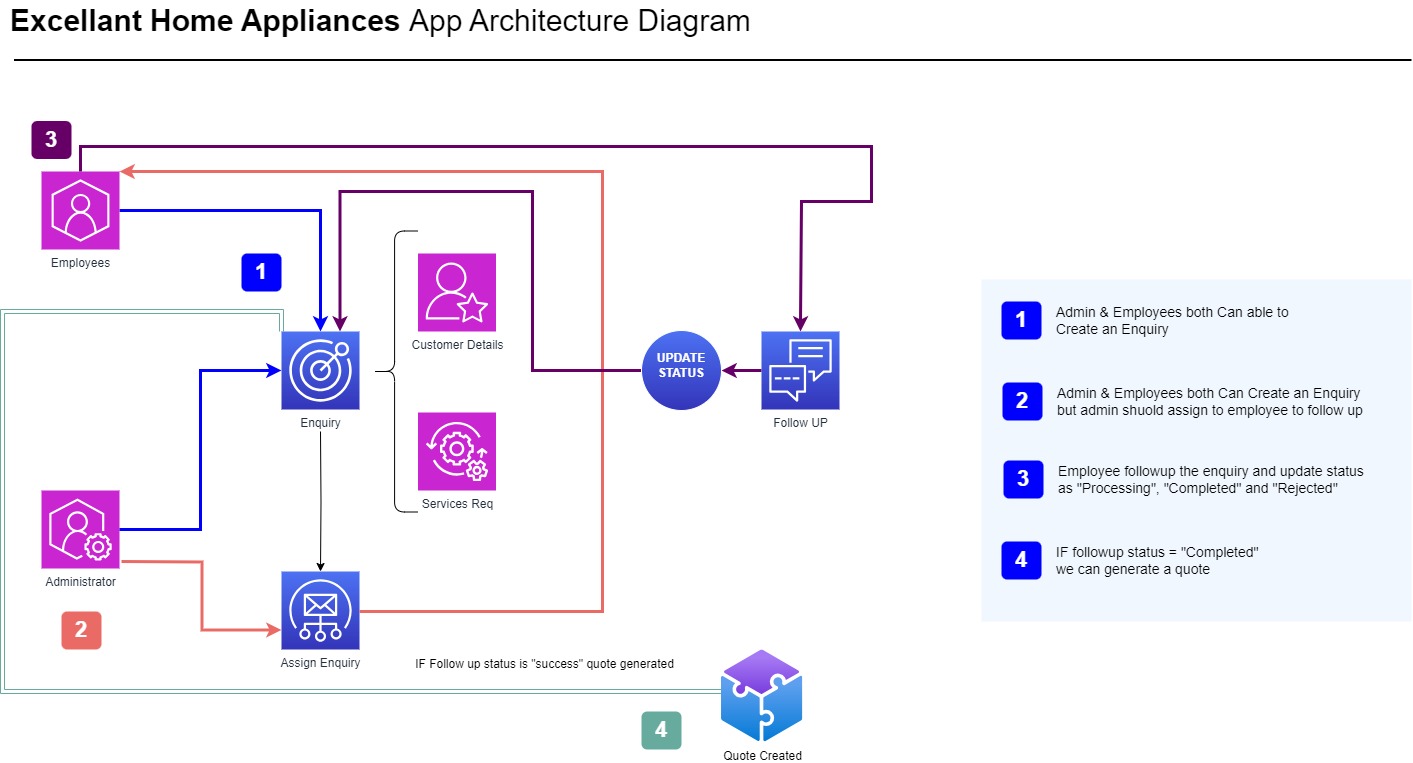 Excellant Home Appliances App Architecture Diagram
3
Employees
1
Customer Details
UPDATE
STATUS
Enquiry
Follow UP
Services Req
Administrator
2
Assign Enquiry
IF Follow up status is "success" quote generated
4
Quote Created
1
Admin & Employees both Can able to
Create an Enquiry
2
Admin & Employees both Can Create an Enquiry
but admin shuold assign to employee to follow up
3
Employee followup the enquiry and update status
as "Processing", "Completed" and "Rejected"
4
IF followup status = "Completed"
we can generate a quote